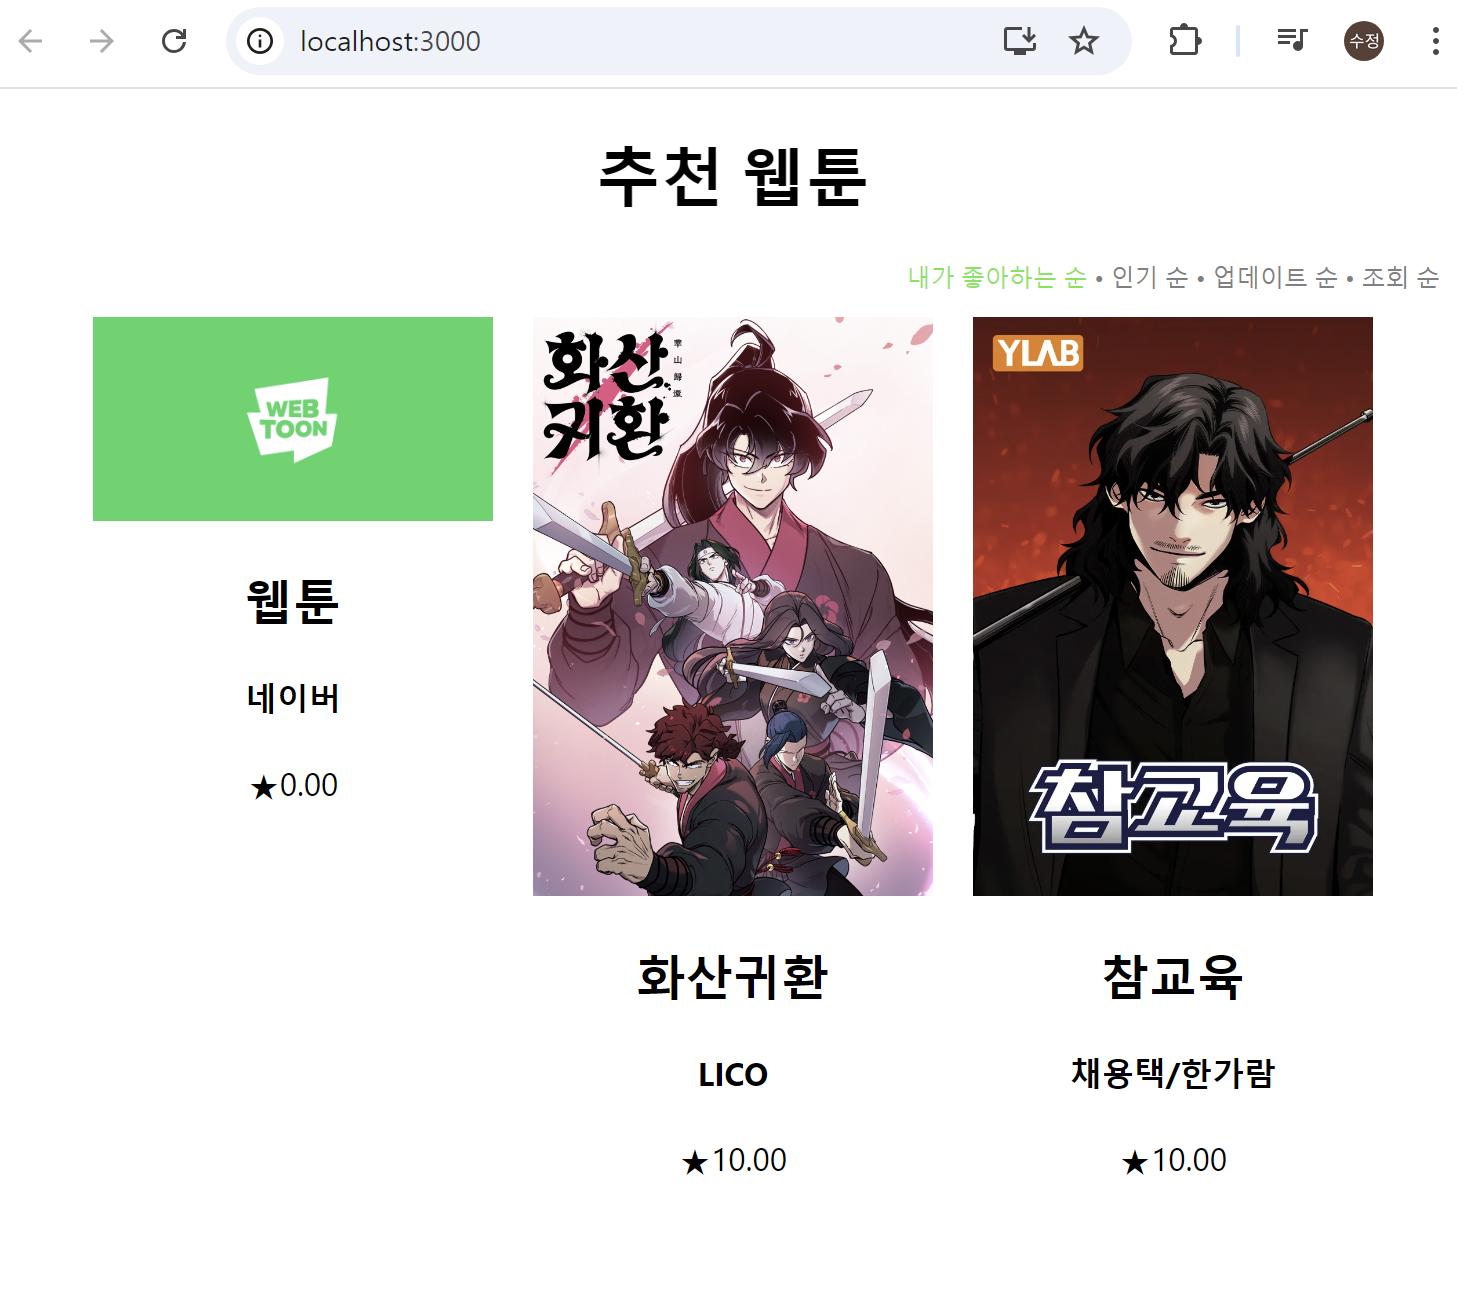 localhost:3000
수정
추천 웹툰
내가 좋아하는 순 • 인기 순 • 업데이트 순 • 조회 순
WEB
TOON
웹툰
네이버
★0.00
화산
귀환
華山歸還
화산귀환
LICO
★10.00
YLAB
참교육
참교육
채용택/한가람
★10.00